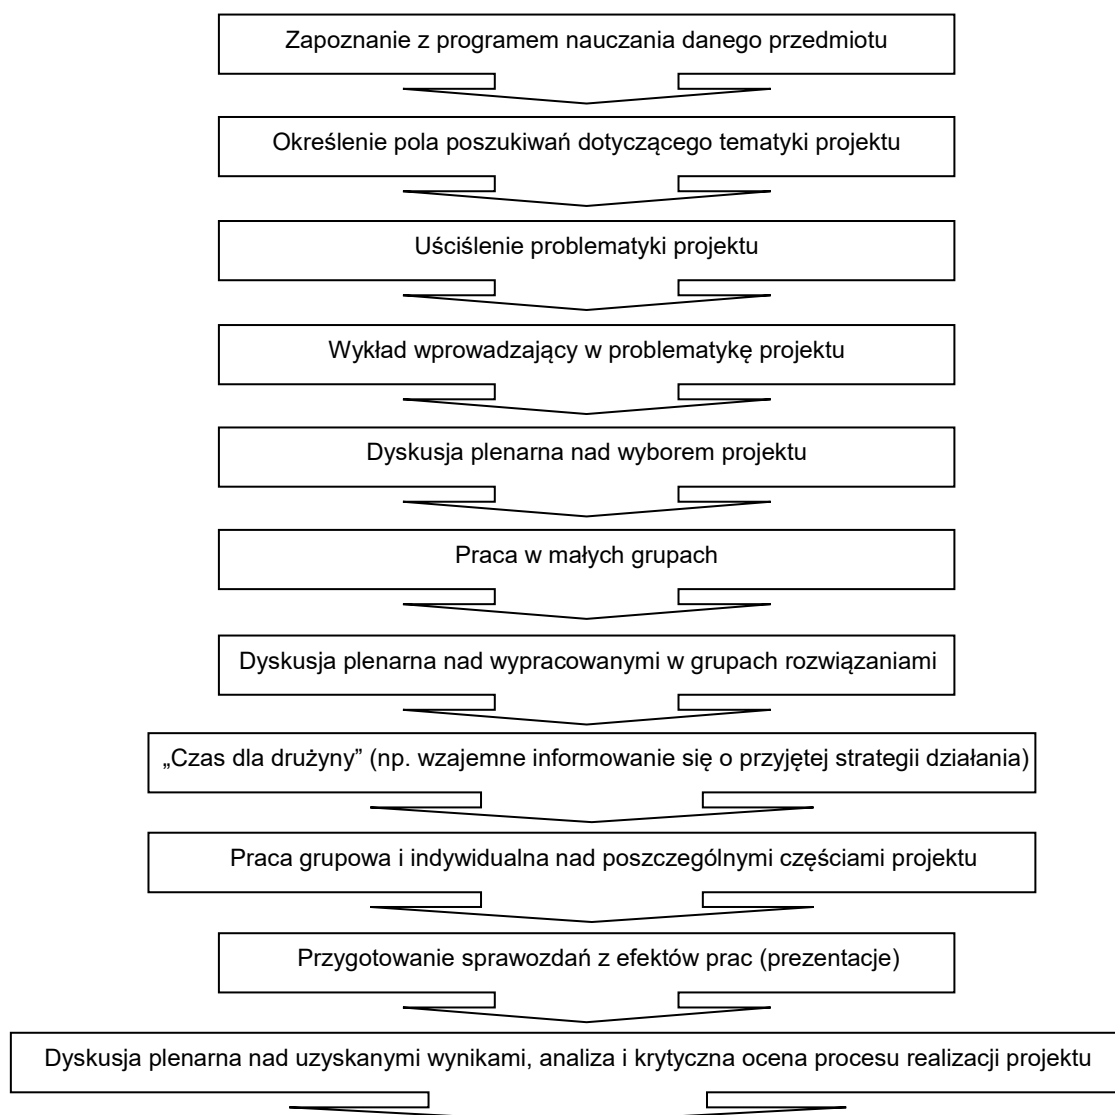 Zapoznanie z programem nauczania danego przedmiotu
Określenie pola poszukiwań dotyczącego tematyki projektu
Uściślenie problematyki projektu
Wykład wprowadzający w problematykę projektu
Dyskusja plenarna nad wyborem projektu
Praca w małych grupach
Dyskusja plenarna nad wypracowanymi w grupach rozwiązaniami
„Czas dla drużyny” (np. wzajemne informowanie się o przyjętej strategii działania)
Praca grupowa i indywidualna nad poszczególnymi częściami projektu
Przygotowanie sprawozdań z efektów prac (prezentacje)
Dyskusja plenarna nad uzyskanymi wynikami, analiza i krytyczna ocena procesu realizacji projektu